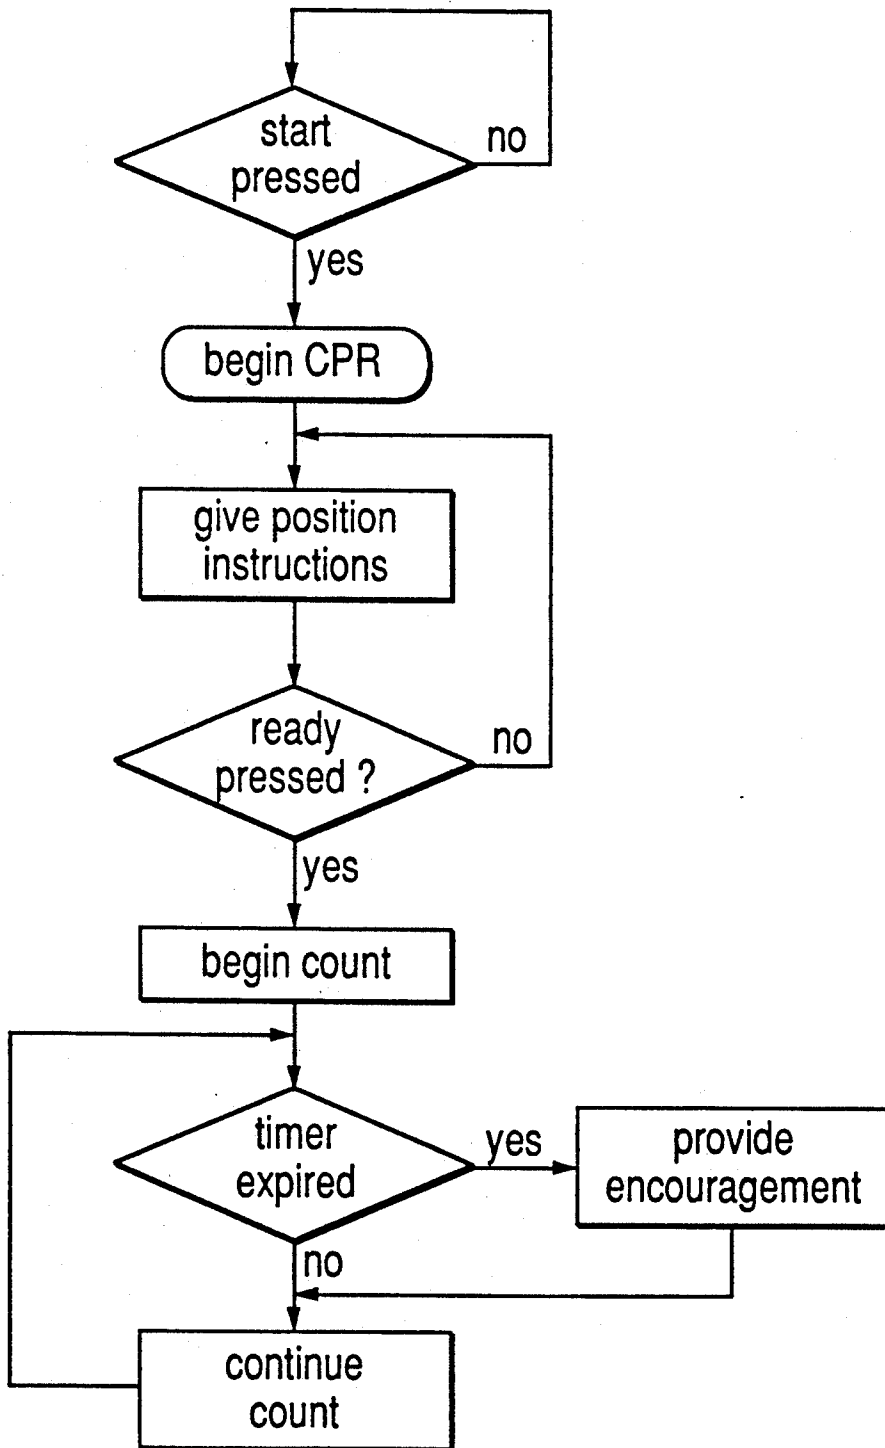 start
pressed
no
yes
begin CPR
give position
instructions
ready
pressed ?
no
yes
begin count
timer
expired
yes
provide
encouragement
no
continue
count